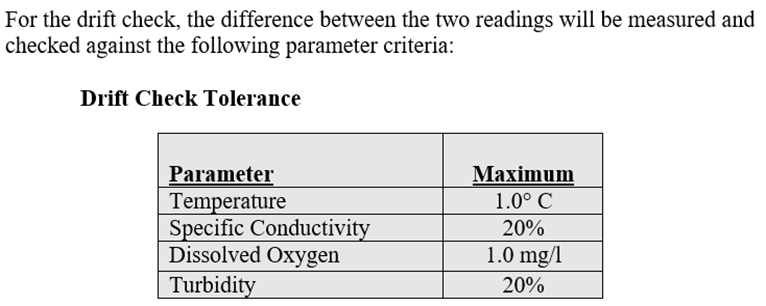 For the drift check, the difference between the two readings will be measured and
checked against the following parameter criteria:
Drift Check Tolerance
Parameter Maximum
Temperature 1.0° C
Specific Conductivity 20%
Dissolved Oxygen 1.0 mg/l
Turbidity 20%